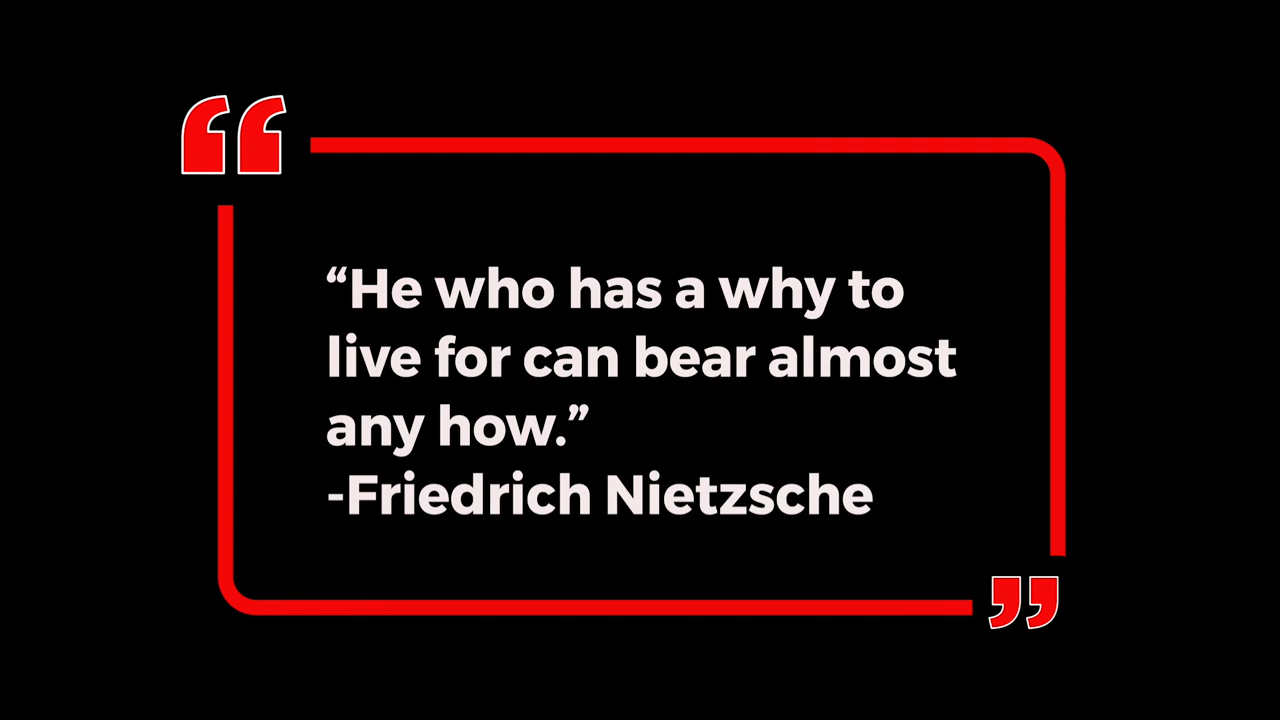 “He who has a why to
live for can bear almost
any how.”
-Friedrich Nietzsche